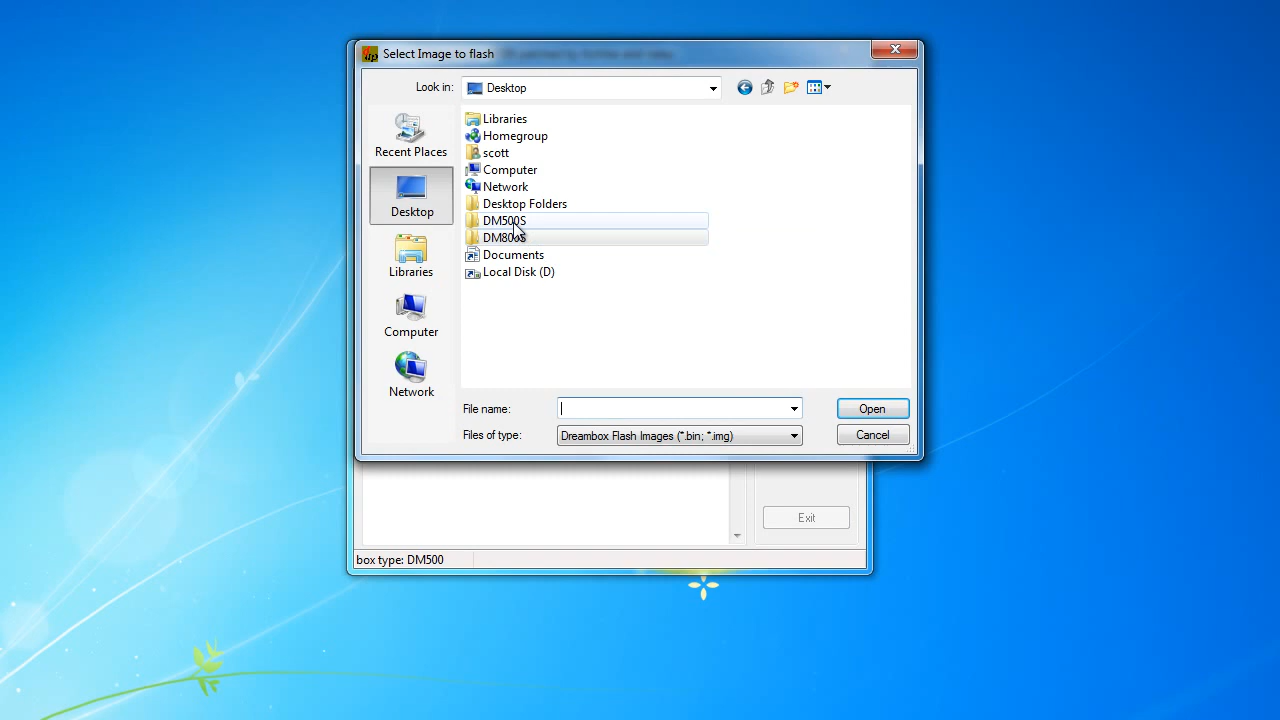 Select Image to flash
Look in:
Desktop
Recent Places
Desktop
Libraries
Computer
Network
Libraries
Homegroup
scott
Computer
Network
Desktop Folders
DM500S
DM800S
Documents
Local Disk (D)
File name:
Open
Files of type:
Dreambox Flash Images (*.bin; *.img)
Cancel
Exit
box type: DM500